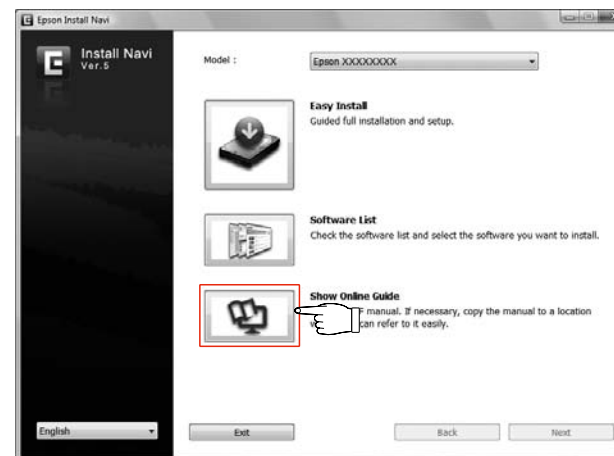 Epson Install Navi
Install Navi
Ver.5
Model :
Epson XXXXXXXX
Easy Install
Guided full installation and setup.
Software List
Check the software list and select the software you want to install.
Show Online Guide
manual. If necessary, copy the manual to a location
can refer to it easily.
English
Exit
Back
Next